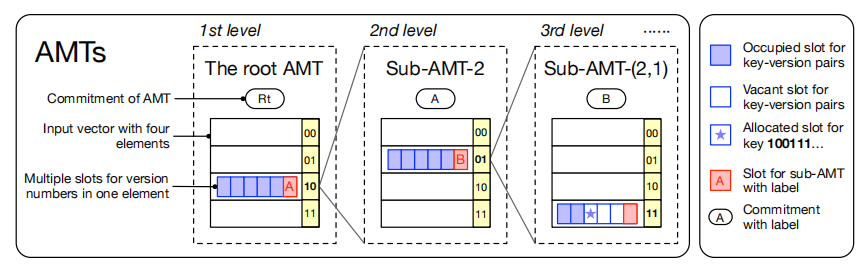 AMTs
1st level
2nd level
3rd level
......
The root AMT
Sub-AMT-2
Sub-AMT-(2,1)
Commitment of AMT
Rt
A
B
Input vector with four
elements
Multiple slots for version
numbers in one element
00
01
A
10
11
00
B
01
10
11
00
01
10
11
Occupied slot for
key-version pairs
Vacant slot for
key-version pairs
Allocated slot for
key 100111...
A
Slot for sub-AMT
with label
A
Commitment
with label